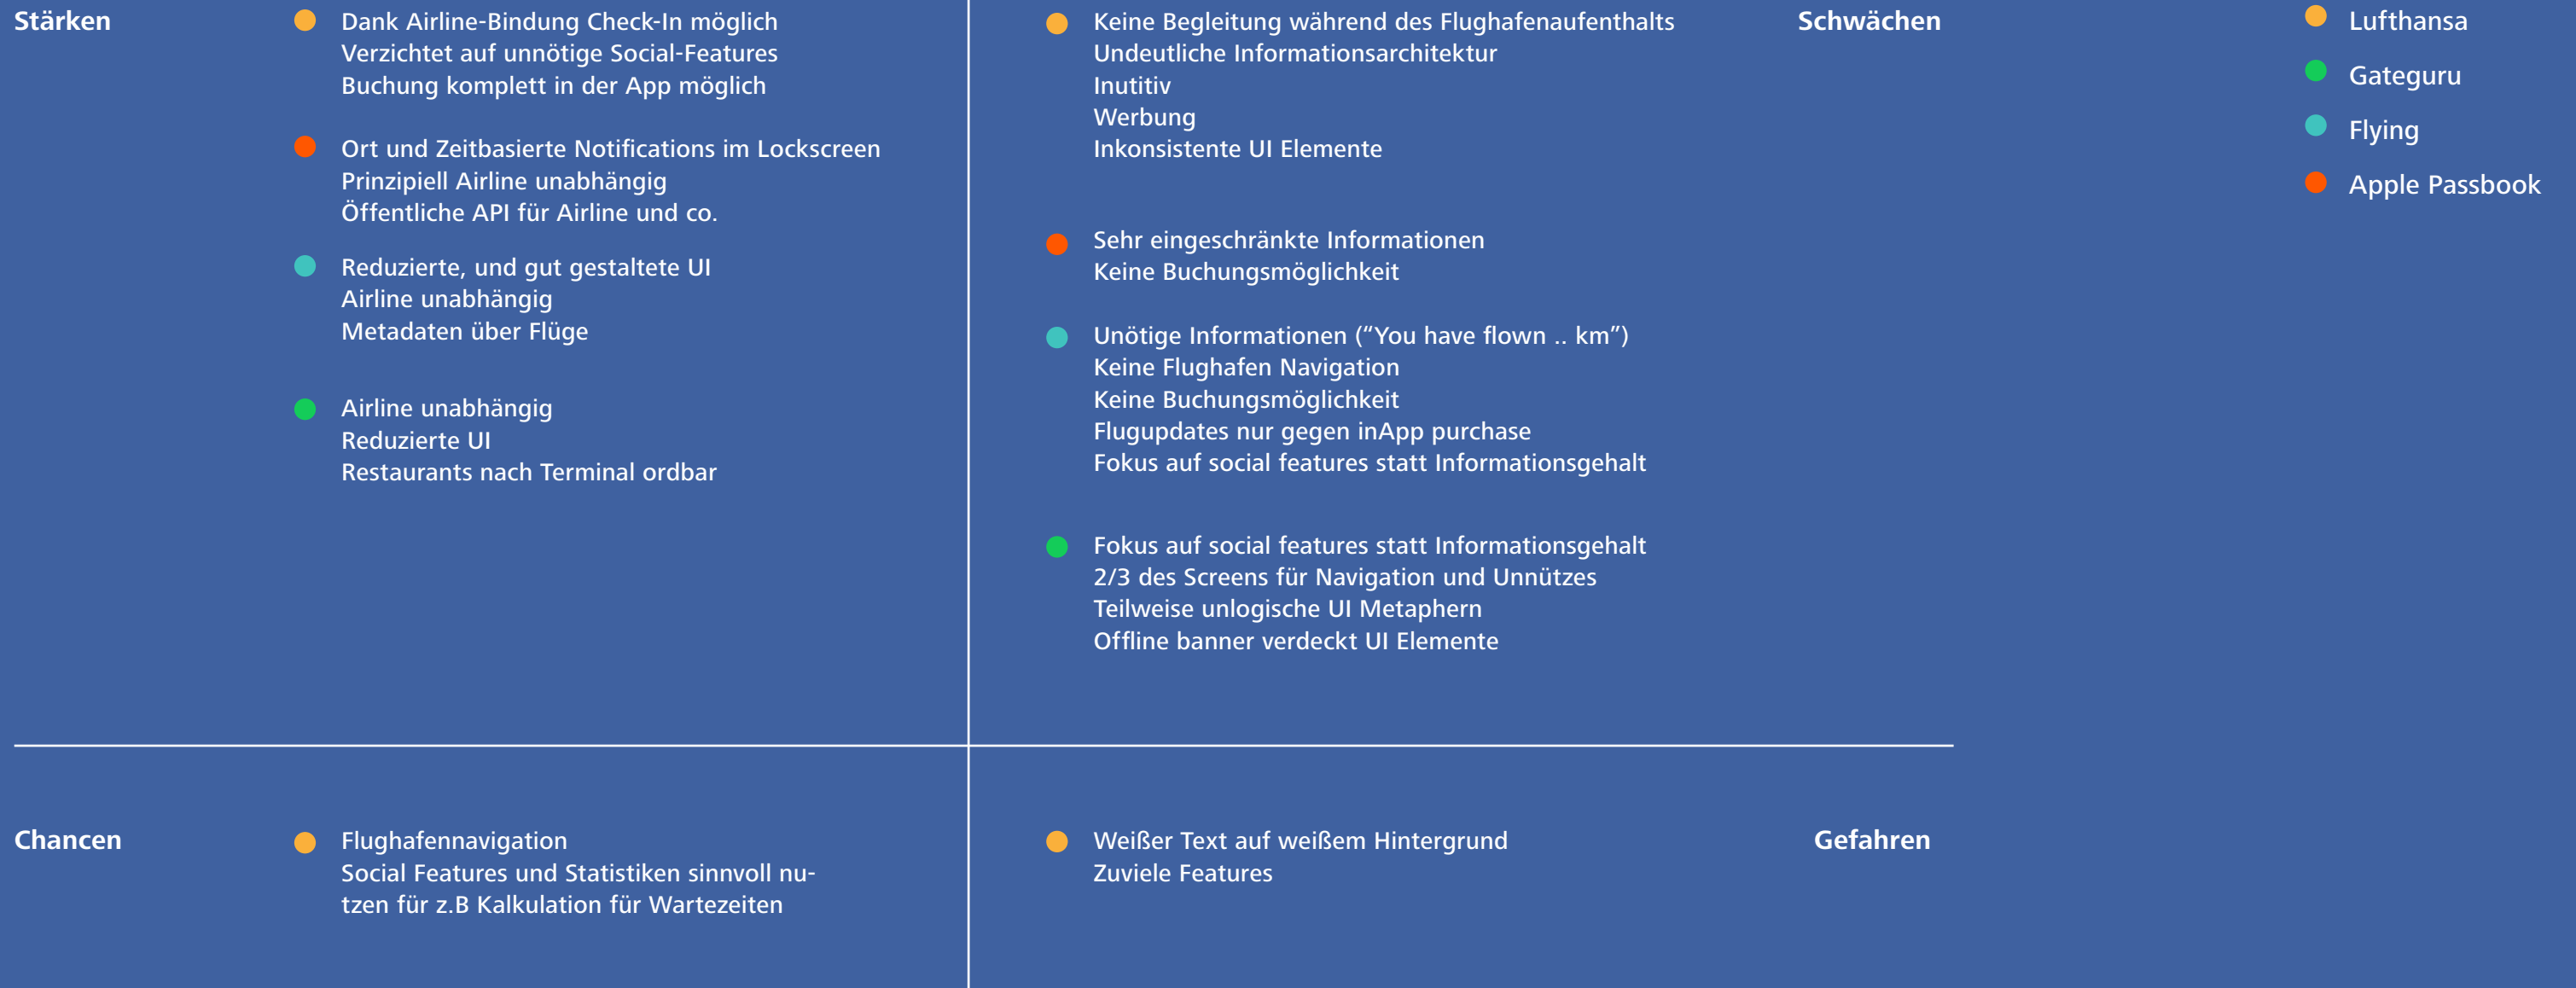 Stärken
Dank Airline-Bindung Check-In möglich
Verzichtet auf unnötige Social-Features
Buchung komplett in der App möglich
Ort und Zeitbasierte Notifications im Lockscreen
Prinzipiell Airline unabhängig
Öffentliche API für Airline und co.
Reduzierte, und gut gestaltete UI
Airline unabhängig
Metadaten über Flüge
Airline unabhängig
Reduzierte UI
Restaurants nach Terminal ordbar
Schwächen
Keine Begleitung während des Flughafenaufenthalts
Undeutliche Informationsarchitektur
Inutitiv
Werbung
Inkonsistente UI Elemente
Sehr eingeschränkte Informationen
Keine Buchungsmöglichkeit
Unötige Informationen (“You have flown .. km”)
Keine Flughafen Navigation
Keine Buchungsmöglichkeit
Flugupdates nur gegen inApp purchase
Fokus auf social features statt Informationsgehalt
Fokus auf social features statt Informationsgehalt
2/3 des Screens für Navigation und Unnützes
Teilweise unlogische UI Metaphern
Offline banner verdeckt UI Elemente
Lufthansa
Gateguru
Flying
Apple Passbook
Chancen
Flughafennavigation
Social Features und Statistiken sinnvoll nu-
tzen für z.B Kalkulation für Wartezeiten
Weißer Text auf weißem Hintergrund
Zuviele Features
Gefahren